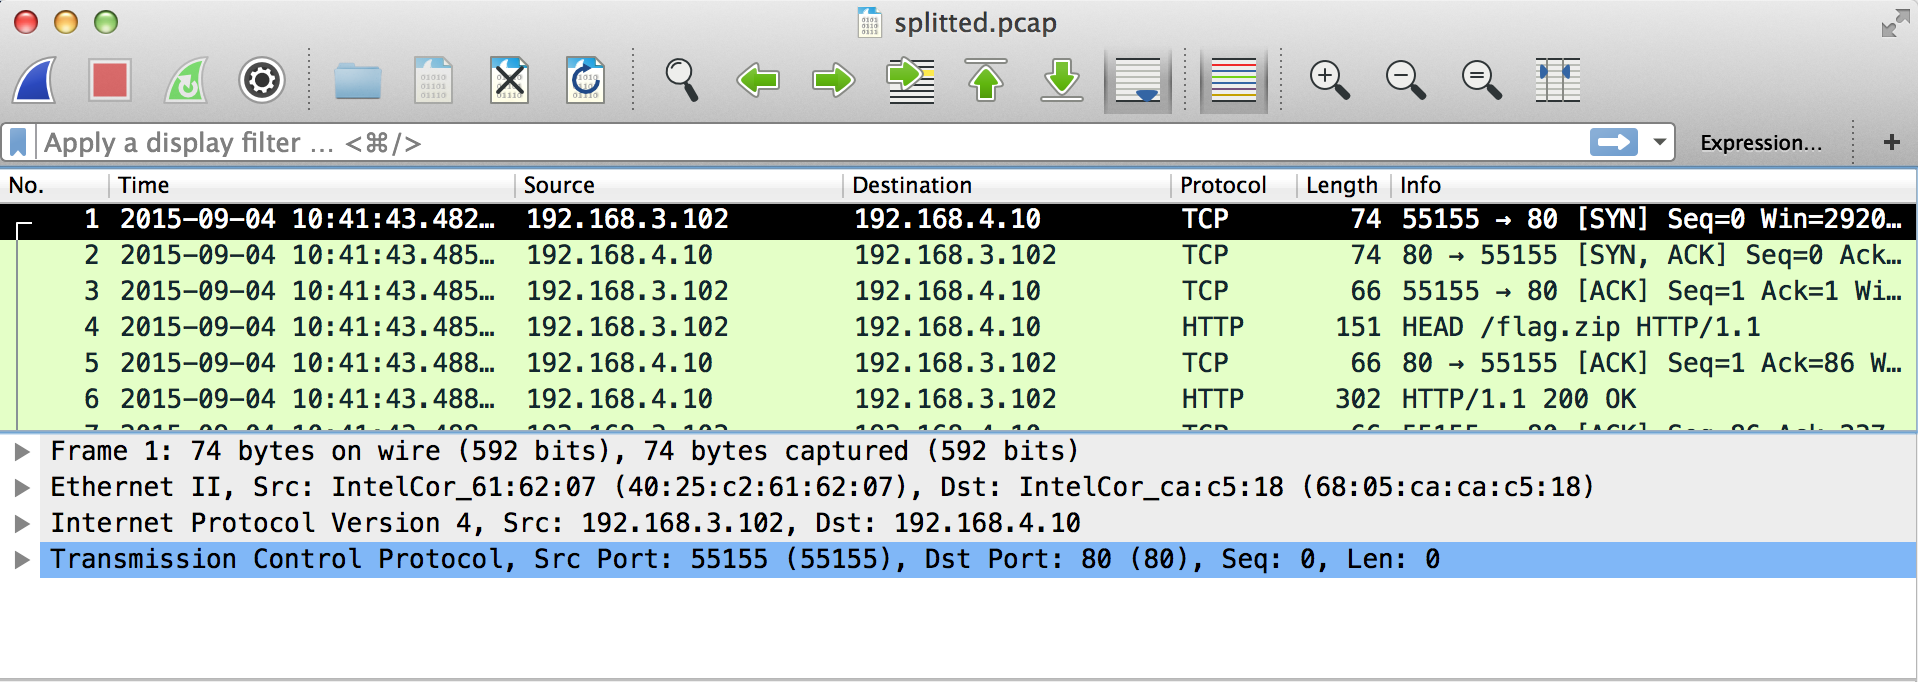 splitted.pcap
Apply a display filter … <⌘/>
Expression…
+
No. Time Source Destination Protocol Length Info
1 2015-09-04 10:41:43.482… 192.168.3.102 192.168.4.10 TCP 74 55155 → 80 [SYN] Seq=0 Win=2920…
2 2015-09-04 10:41:43.485… 192.168.4.10 192.168.3.102 TCP 74 80 → 55155 [SYN, ACK] Seq=0 Ack…
3 2015-09-04 10:41:43.485… 192.168.3.102 192.168.4.10 TCP 66 55155 → 80 [ACK] Seq=1 Ack=1 Wi…
4 2015-09-04 10:41:43.485… 192.168.3.102 192.168.4.10 HTTP 151 HEAD /flag.zip HTTP/1.1
5 2015-09-04 10:41:43.488… 192.168.4.10 192.168.3.102 TCP 66 80 → 55155 [ACK] Seq=1 Ack=86 W…
6 2015-09-04 10:41:43.488… 192.168.4.10 192.168.3.102 HTTP 302 HTTP/1.1 200 OK
Frame 1: 74 bytes on wire (592 bits), 74 bytes captured (592 bits)
Ethernet II, Src: IntelCor_61:62:07 (40:25:c2:61:62:07), Dst: IntelCor_ca:c5:18 (68:05:ca:ca:c5:18)
Internet Protocol Version 4, Src: 192.168.3.102, Dst: 192.168.4.10
Transmission Control Protocol, Src Port: 55155 (55155), Dst Port: 80 (80), Seq: 0, Len: 0